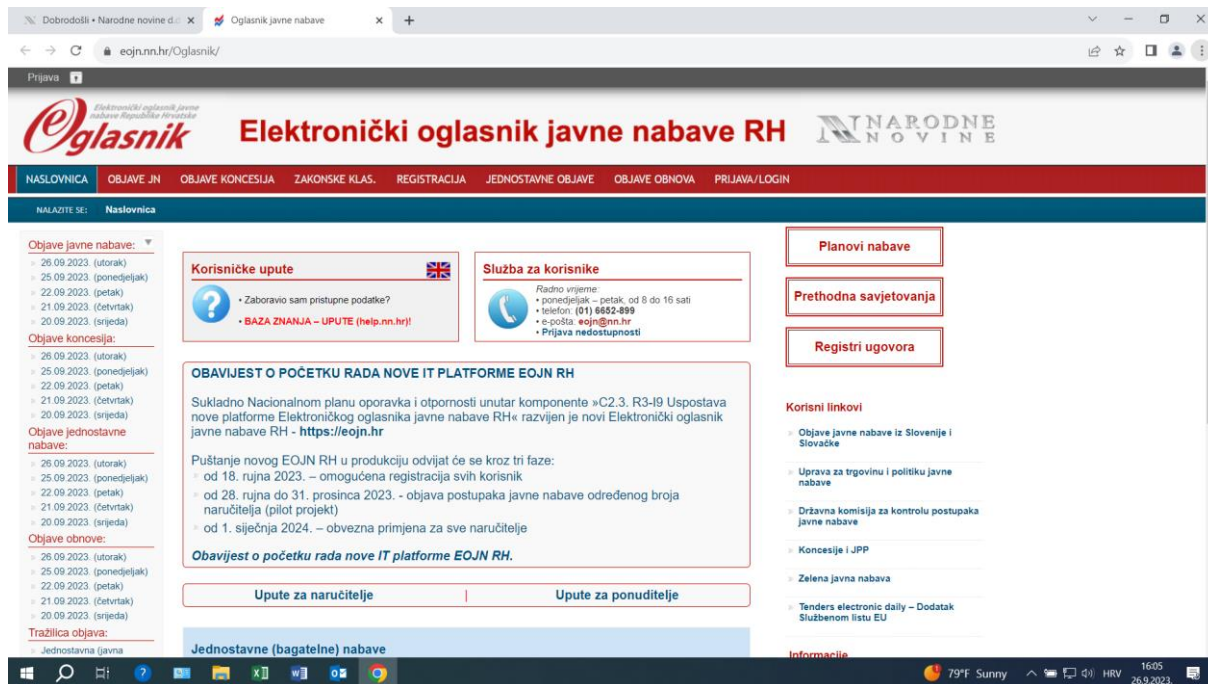 Dobrodošli • Narodne novine d.
Oglasnik javne nabave
eojn.nn.hr/Oglasnik/
Prijava
Elektronički oglasnik javne
nabave Republike Hrvatske
Oglasnik
Elektronički oglasnik javne nabave RH
NARODNE
NOVINE
NASLOVNICA OBJAVE JN OBJAVE KONCESIJA ZAKONSKE KLAS. REGISTRACIJA JEDNOSTAVNE OBJAVE OBJAVE OBNOVA PRIJAVA/LOGIN
NALAZITE SE: Naslovnica
Objave javne nabave:
26.09.2023. (utorak)
25.09.2023. (ponedjeljak)
22.09.2023. (petak)
21.09.2023. (četvrtak)
20.09.2023. (srijeda)
Objave koncesija:
26.09.2023. (utorak)
25.09.2023. (ponedjeljak)
22.09.2023. (petak)
21.09.2023. (četvrtak)
20.09.2023. (srijeda)
Objave jednostavne
nabave:
26.09.2023. (utorak)
25.09.2023. (ponedjeljak)
22.09.2023. (petak)
21.09.2023. (četvrtak)
20.09.2023. (srijeda)
Objave obnove:
26.09.2023. (utorak)
25.09.2023. (ponedjeljak)
22.09.2023. (petak)
21.09.2023. (četvrtak)
20.09.2023. (srijeda)
Tražilica objava:
Jednostavna (javna
Korisničke upute
• Zaboravio sam pristupne podatke?
• BAZA ZNANJA – UPUTE (help.nn.hr)!
Služba za korisnike
Radno vrijeme:
• ponedjeljak – petak, od 8 do 16 sati
• telefon: (01) 6652-899
• e-pošta: eojn@nn.hr
• Prijava nedostupnosti
OBAVIJEST O POČETKU RADA NOVE IT PLATFORME EOJN RH
Sukladno Nacionalnom planu oporavka i otpornosti unutar komponente »C2.3. R3-I9 Uspostava
nove platforme Elektroničkog oglasnika javne nabave RH« razvijen je novi Elektronički oglasnik
javne nabave RH - https://eojn.hr
Puštanje novog EOJN RH u produkciju odvijat će se kroz tri faze:
od 18. rujna 2023. – omogućena registracija svih korisnik
od 28. rujna do 31. prosinca 2023. - objava postupaka javne nabave određenog broja
naručitelja (pilot projekt)
od 1. siječnja 2024. – obvezna primjena za sve naručitelje
Obavijest o početku rada nove IT platforme EOJN RH.
Upute za naručitelje | Upute za ponuditelje
Jednostavne (bagatelne) nabave
Planovi nabave
Prethodna savjetovanja
Registri ugovora
Korisni linkovi
Objave javne nabave iz Slovenije i
Slovačke
Uprava za trgovinu i politiku javne
nabave
Državna komisija za kontrolu postupaka
javne nabave
Koncesije i JPP
Zelena javna nabava
Tenders electronic daily – Dodatak
Službenom listu EU
Informacije
79°F Sunny HRV 16:05
26.9.2023.